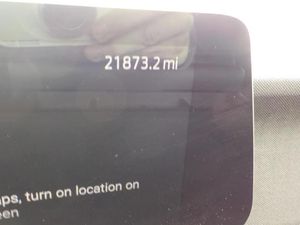 21873.2 mi
ps, turn on location on
een